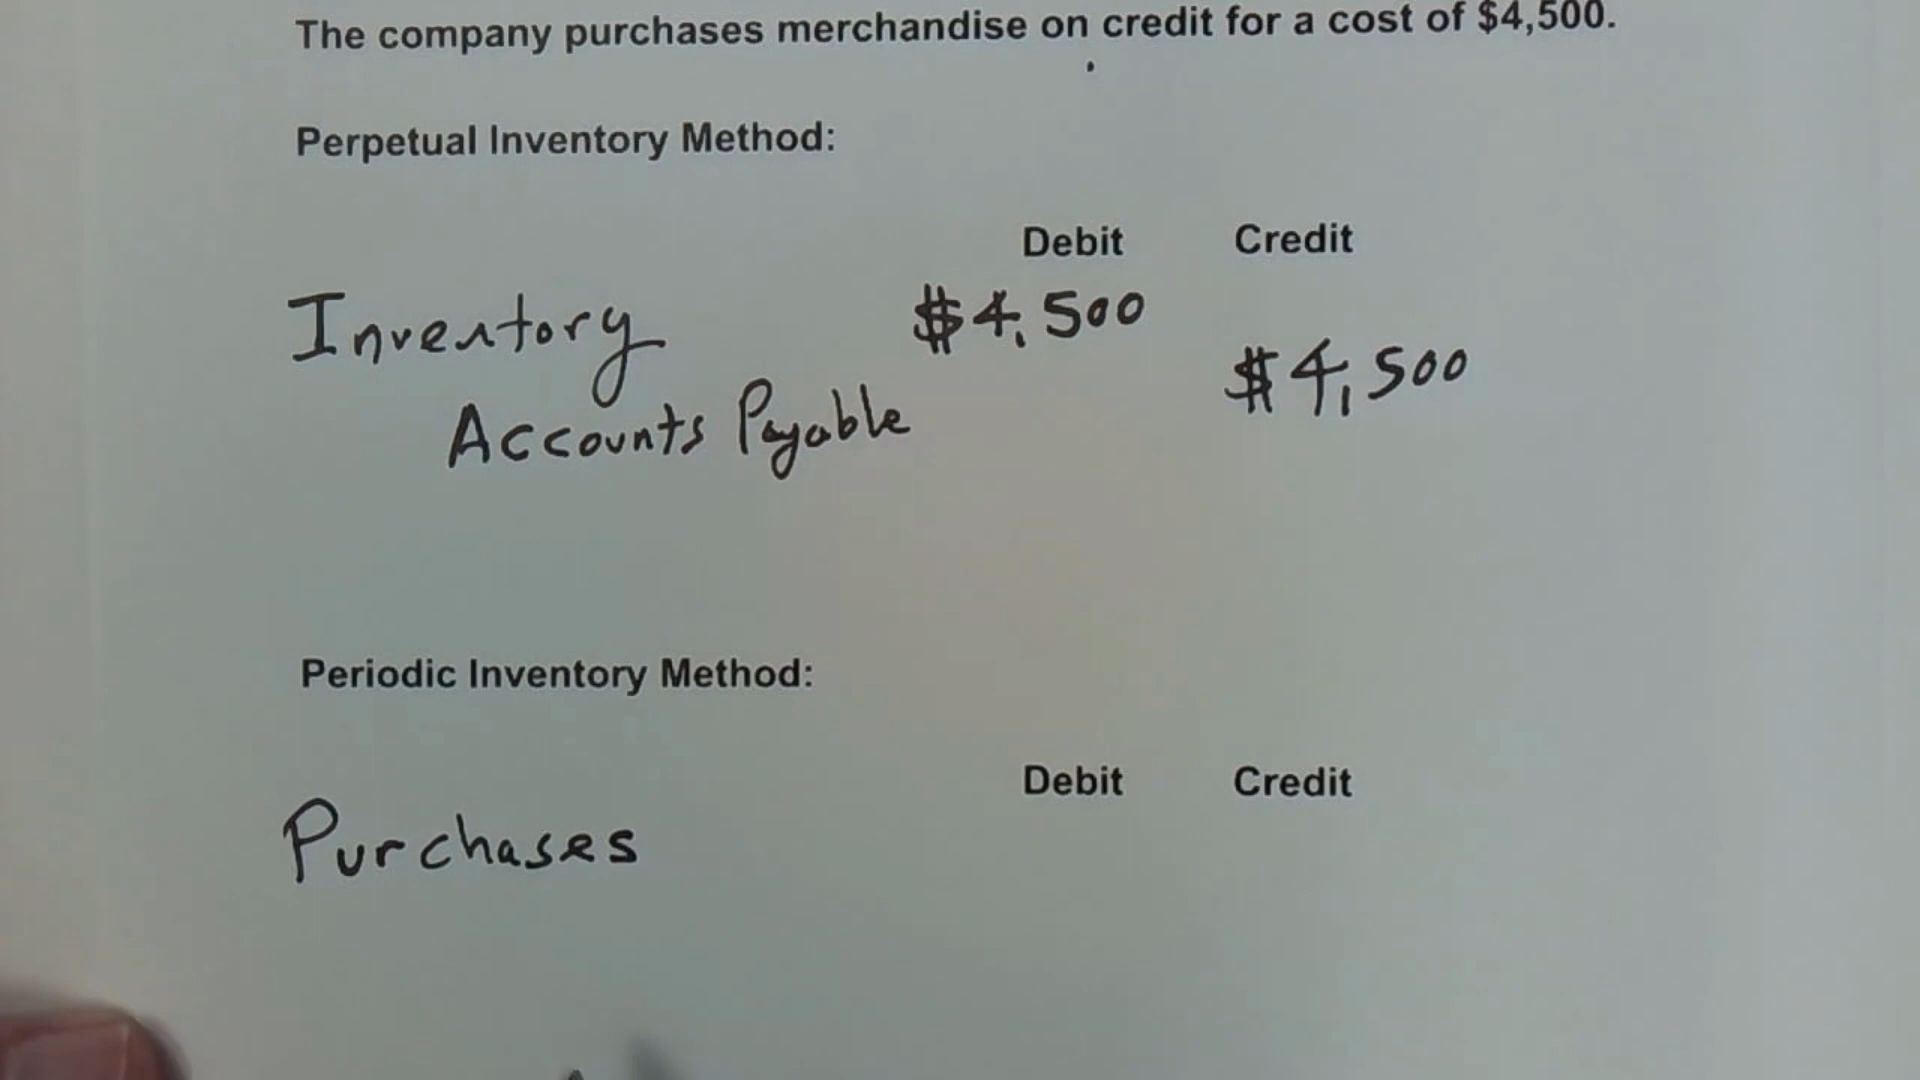 The company purchases merchandise on credit for a cost of $4,500.
Perpetual Inventory Method:
Debit Credit
Inventory $4,500
Accounts Payable $4,500
Periodic Inventory Method:
Debit Credit
Purchases